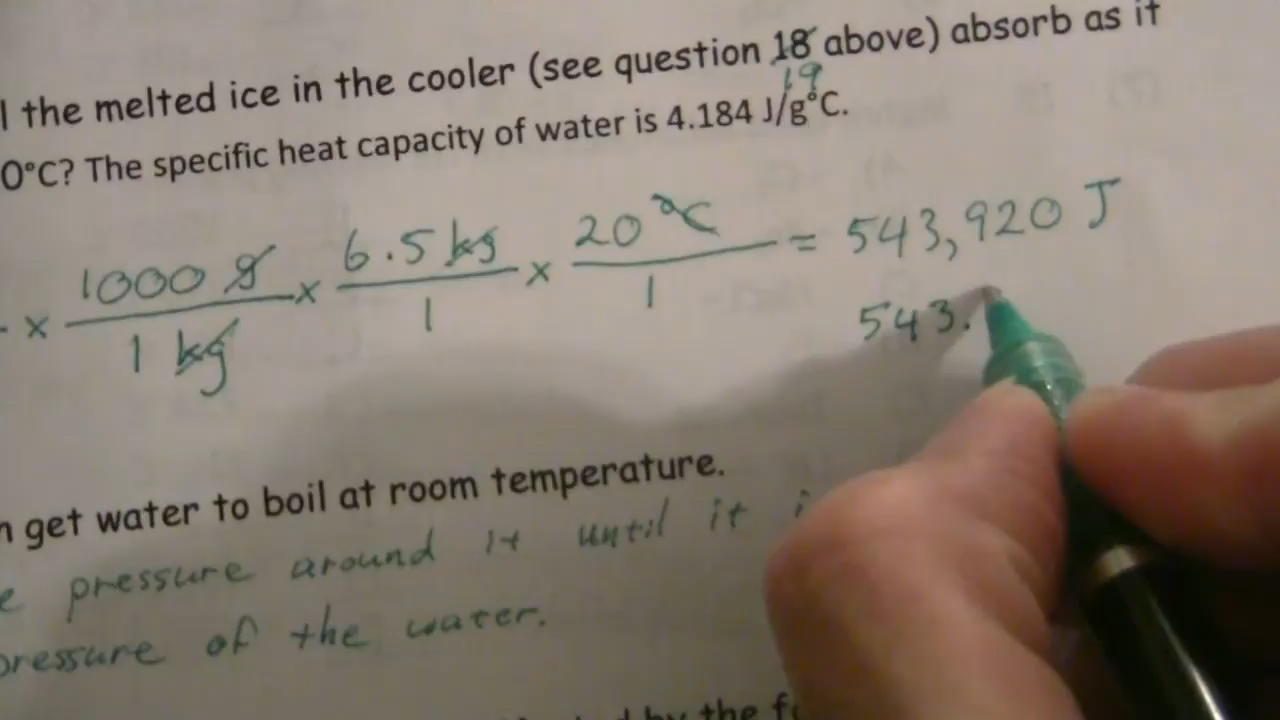 the melted ice in the cooler (see question 18 above) absorb as it
19
0°C? The specific heat capacity of water is 4.184 J/g°C.
× 1000 g / 1 kg × 6.5 kg / 1 × 20 °C / 1 = 543,920 J
543.
get water to boil at room temperature.
pressure around it until it
pressure of the water.
by the